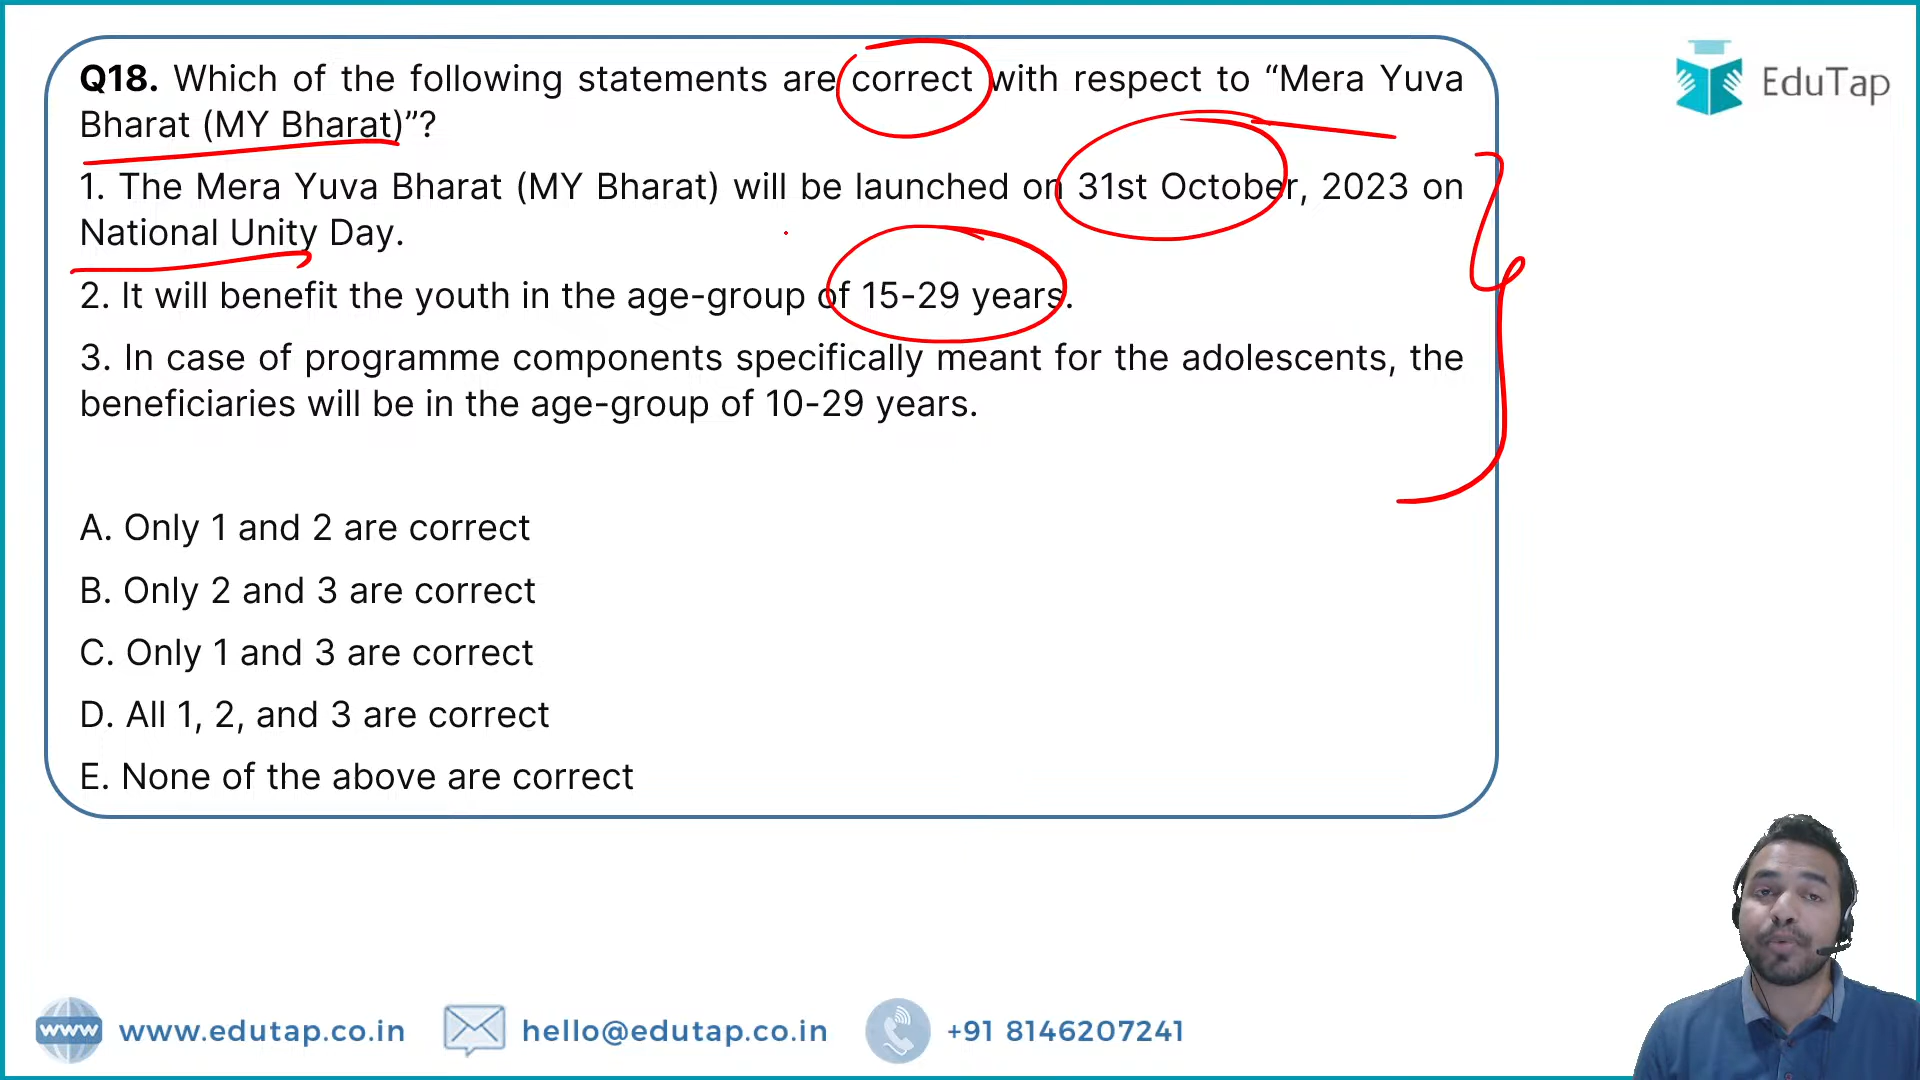 Q18. Which of the following statements are correct with respect to “Mera Yuva
Bharat (MY Bharat)”?
1. The Mera Yuva Bharat (MY Bharat) will be launched on 31st October, 2023 on
National Unity Day.
2. It will benefit the youth in the age-group of 15-29 years.
3. In case of programme components specifically meant for the adolescents, the
beneficiaries will be in the age-group of 10-29 years.
A. Only 1 and 2 are correct
B. Only 2 and 3 are correct
C. Only 1 and 3 are correct
D. All 1, 2, and 3 are correct
E. None of the above are correct
EduTap
www www.edutap.co.in hello@edutap.co.in +91 8146207241